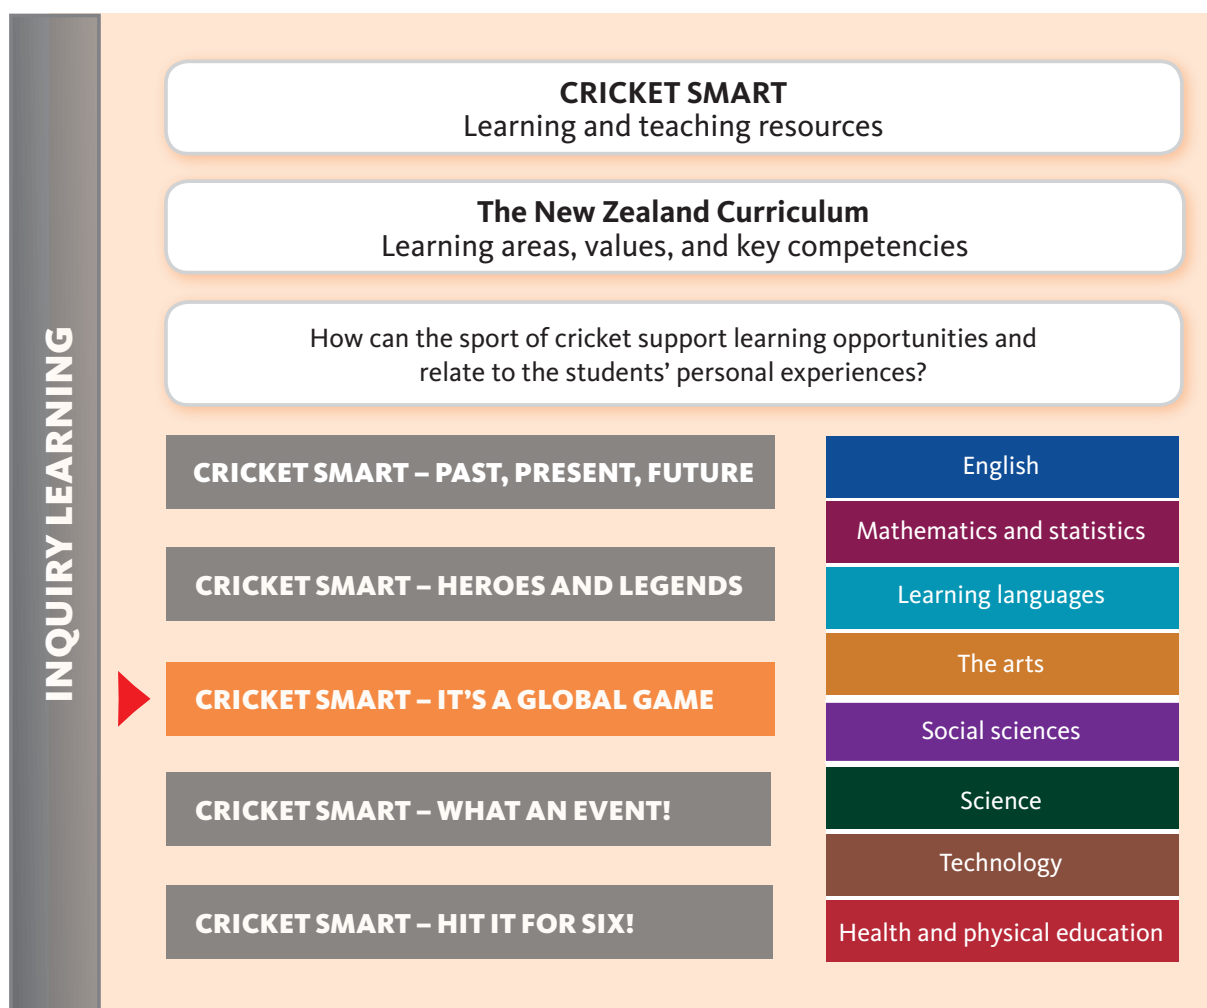 INQUIRY LEARNING
CRICKET SMART
Learning and teaching resources
The New Zealand Curriculum
Learning areas, values, and key competencies
How can the sport of cricket support learning opportunities and
relate to the students’ personal experiences?
CRICKET SMART – PAST, PRESENT, FUTURE
CRICKET SMART – HEROES AND LEGENDS
CRICKET SMART – IT’S A GLOBAL GAME
CRICKET SMART – WHAT AN EVENT!
CRICKET SMART – HIT IT FOR SIX!
English
Mathematics and statistics
Learning languages
The arts
Social sciences
Science
Technology
Health and physical education